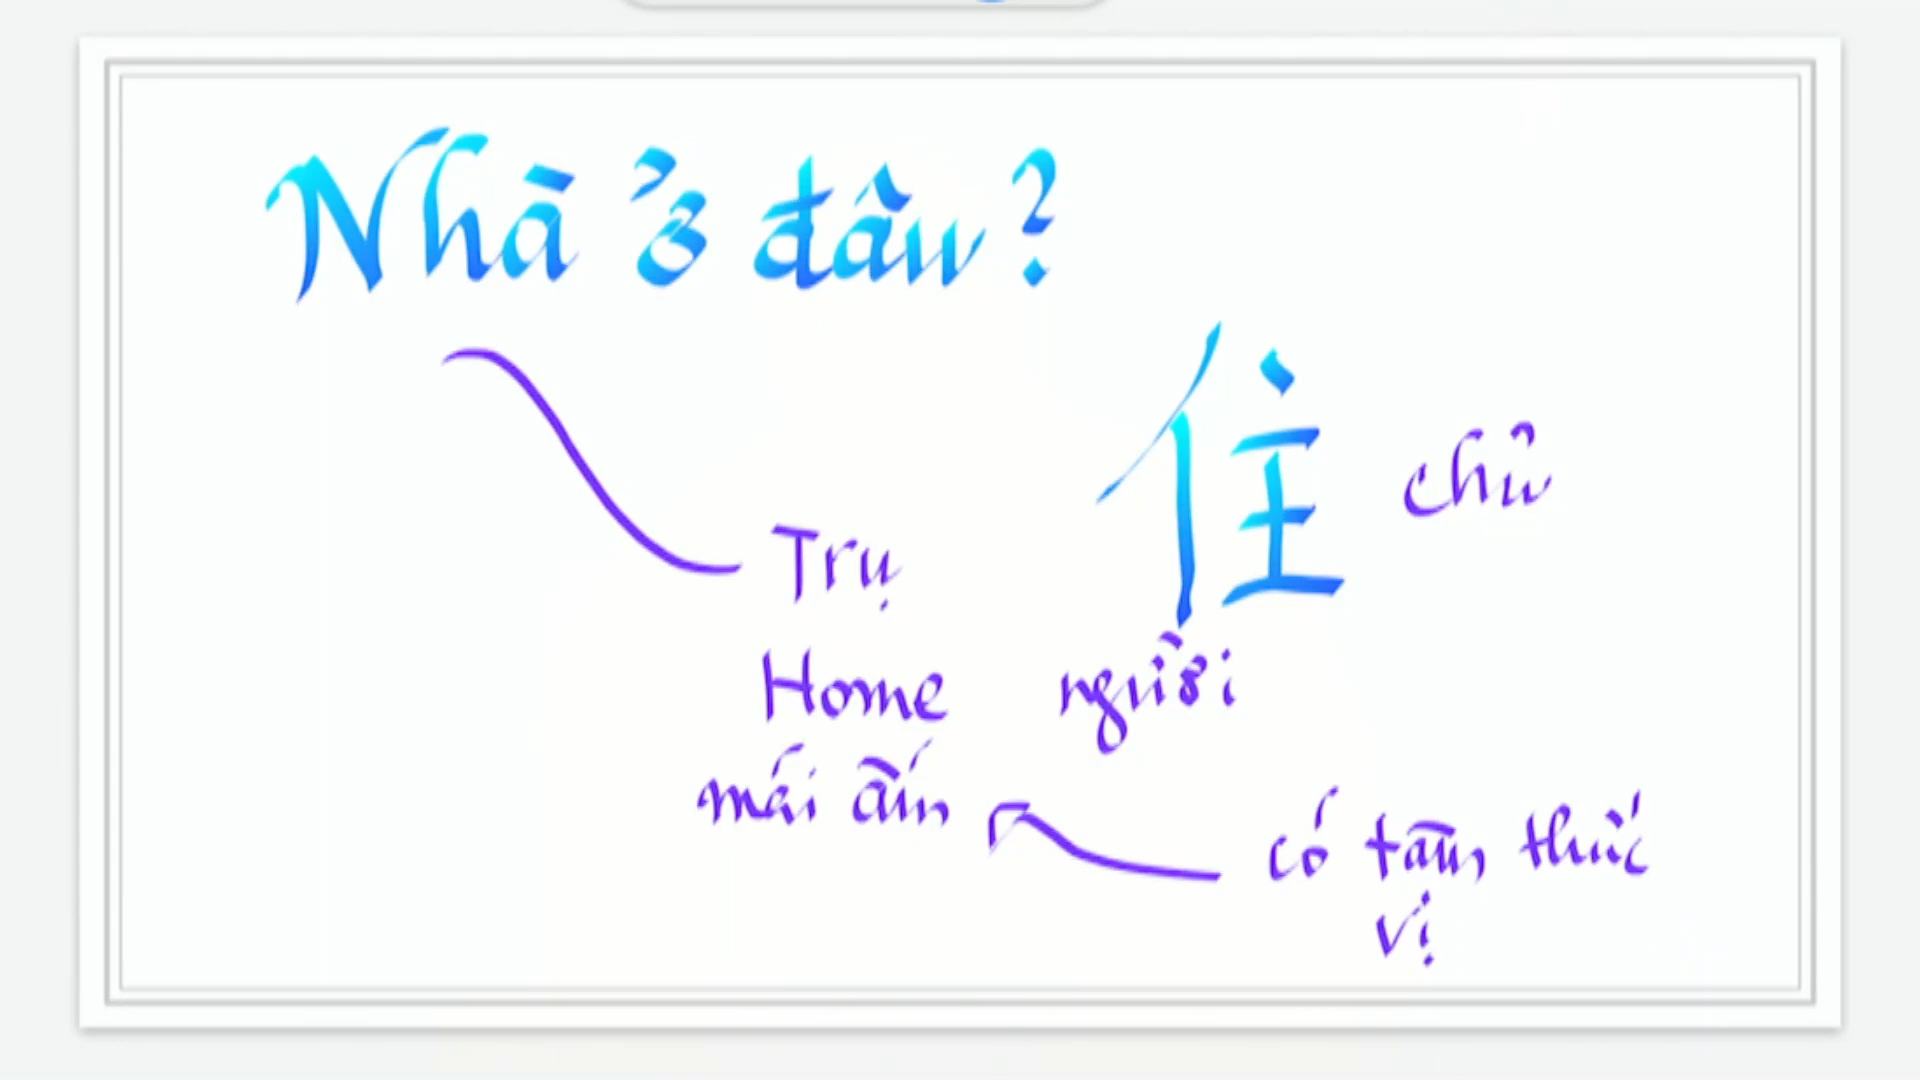 Nhà ở đâu?
住 chủ
Trụ
Home người
mái ấm
có tâm thức
vị